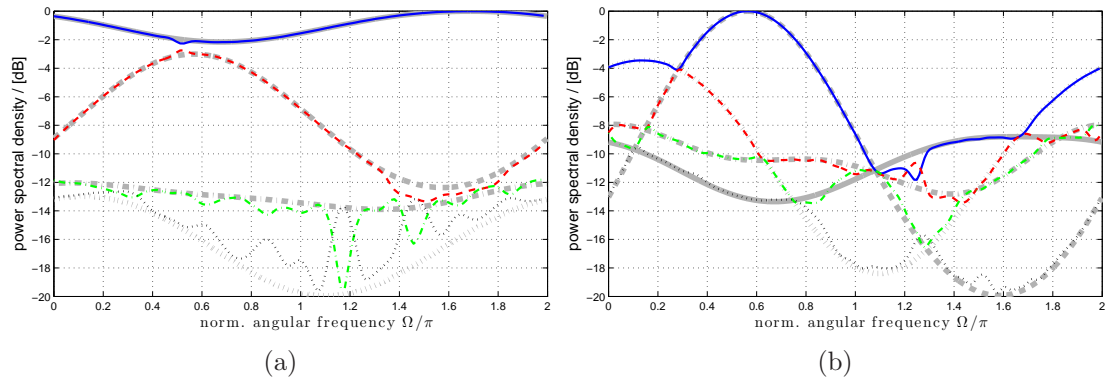 0
−2
−4
−6
−8
−10
−12
−14
−16
−18
−20
power spectral density / [dB]
0 0.2 0.4 0.6 0.8 1 1.2 1.4 1.6 1.8 2
norm. angular frequency Ω/π
(a)
0
−2
−4
−6
−8
−10
−12
−14
−16
−18
−20
power spectral density / [dB]
0 0.2 0.4 0.6 0.8 1 1.2 1.4 1.6 1.8 2
norm. angular frequency Ω/π
(b)